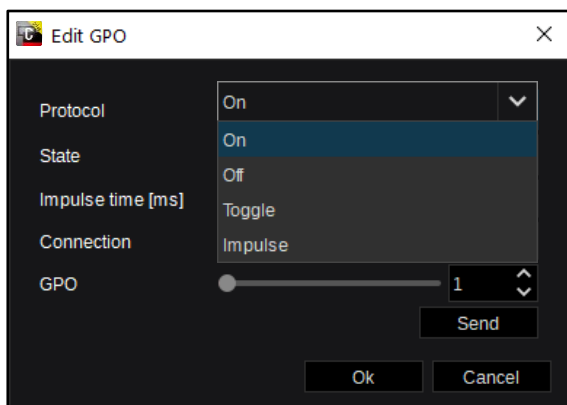 Edit GPO
Protocol
On
On
State
Off
Impulse time [ms]
Toggle
Connection
Impulse
GPO
1
Send
Ok Cancel